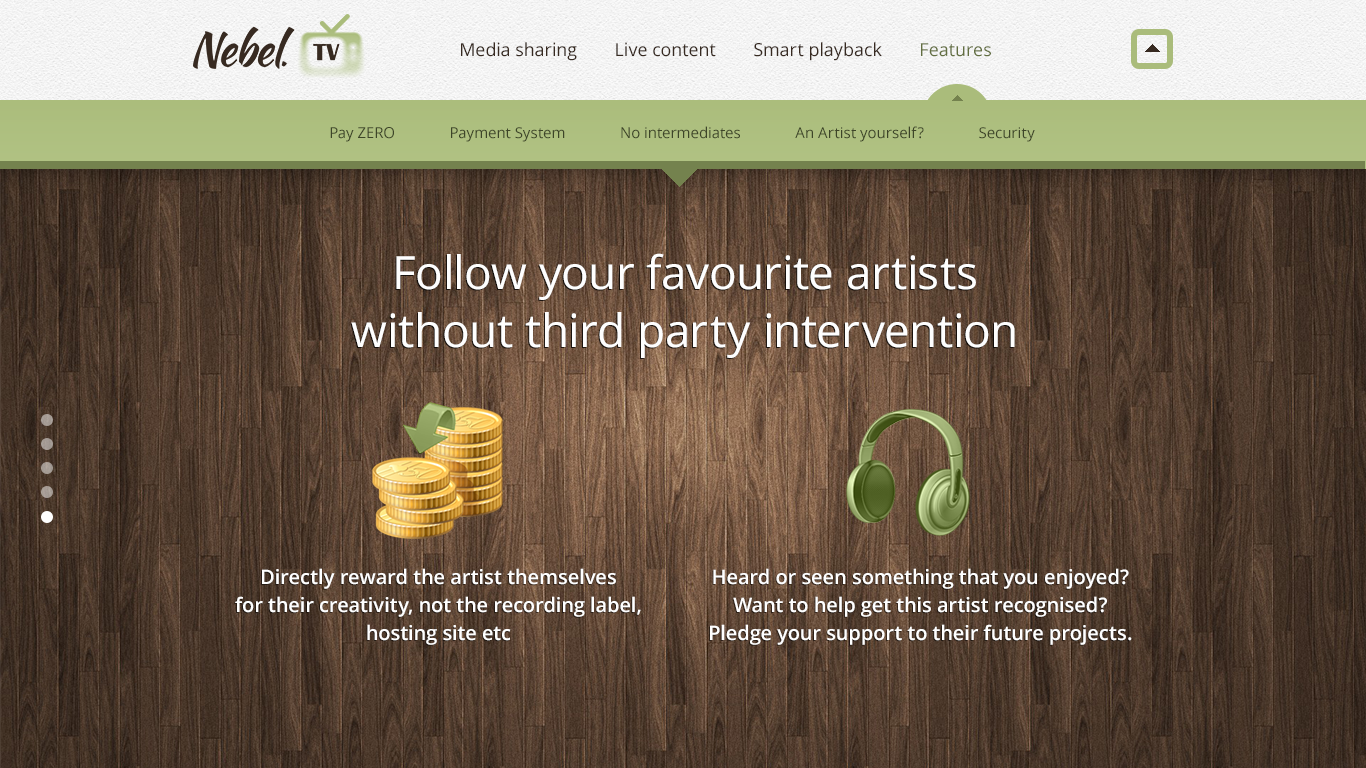 Nebel. TV
Media sharing
Live content
Smart playback
Features
Pay ZERO
Payment System
No intermediates
An Artist yourself?
Security
Follow your favourite artists
without third party intervention
Directly reward the artist themselves
for their creativity, not the recording label,
hosting site etc
Heard or seen something that you enjoyed?
Want to help get this artist recognised?
Pledge your support to their future projects.